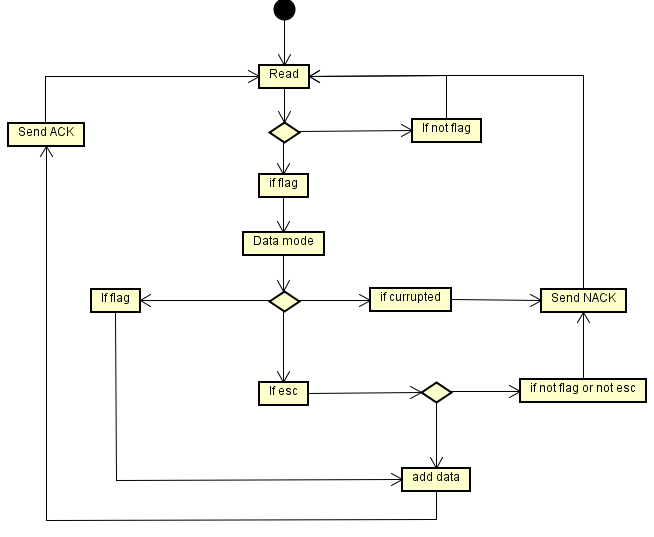 Read
Send ACK
If not flag
if flag
Data mode
If flag
if currupted
Send NACK
If esc
if not flag or not esc
add data